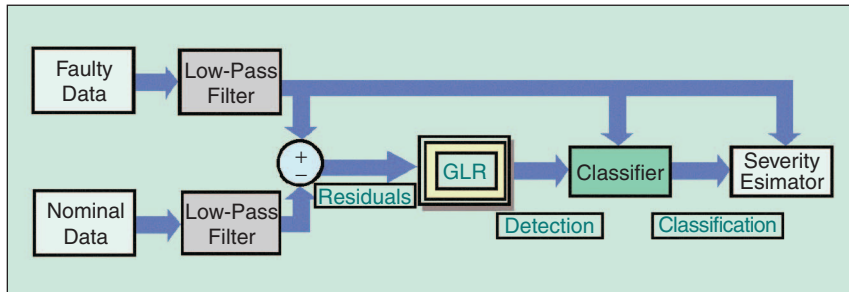 Faulty
Data
Low-Pass
Filter
+
−
GLR
Classifier
Severity
Esimator
Residuals
Nominal
Data
Low-Pass
Filter
Detection
Classification